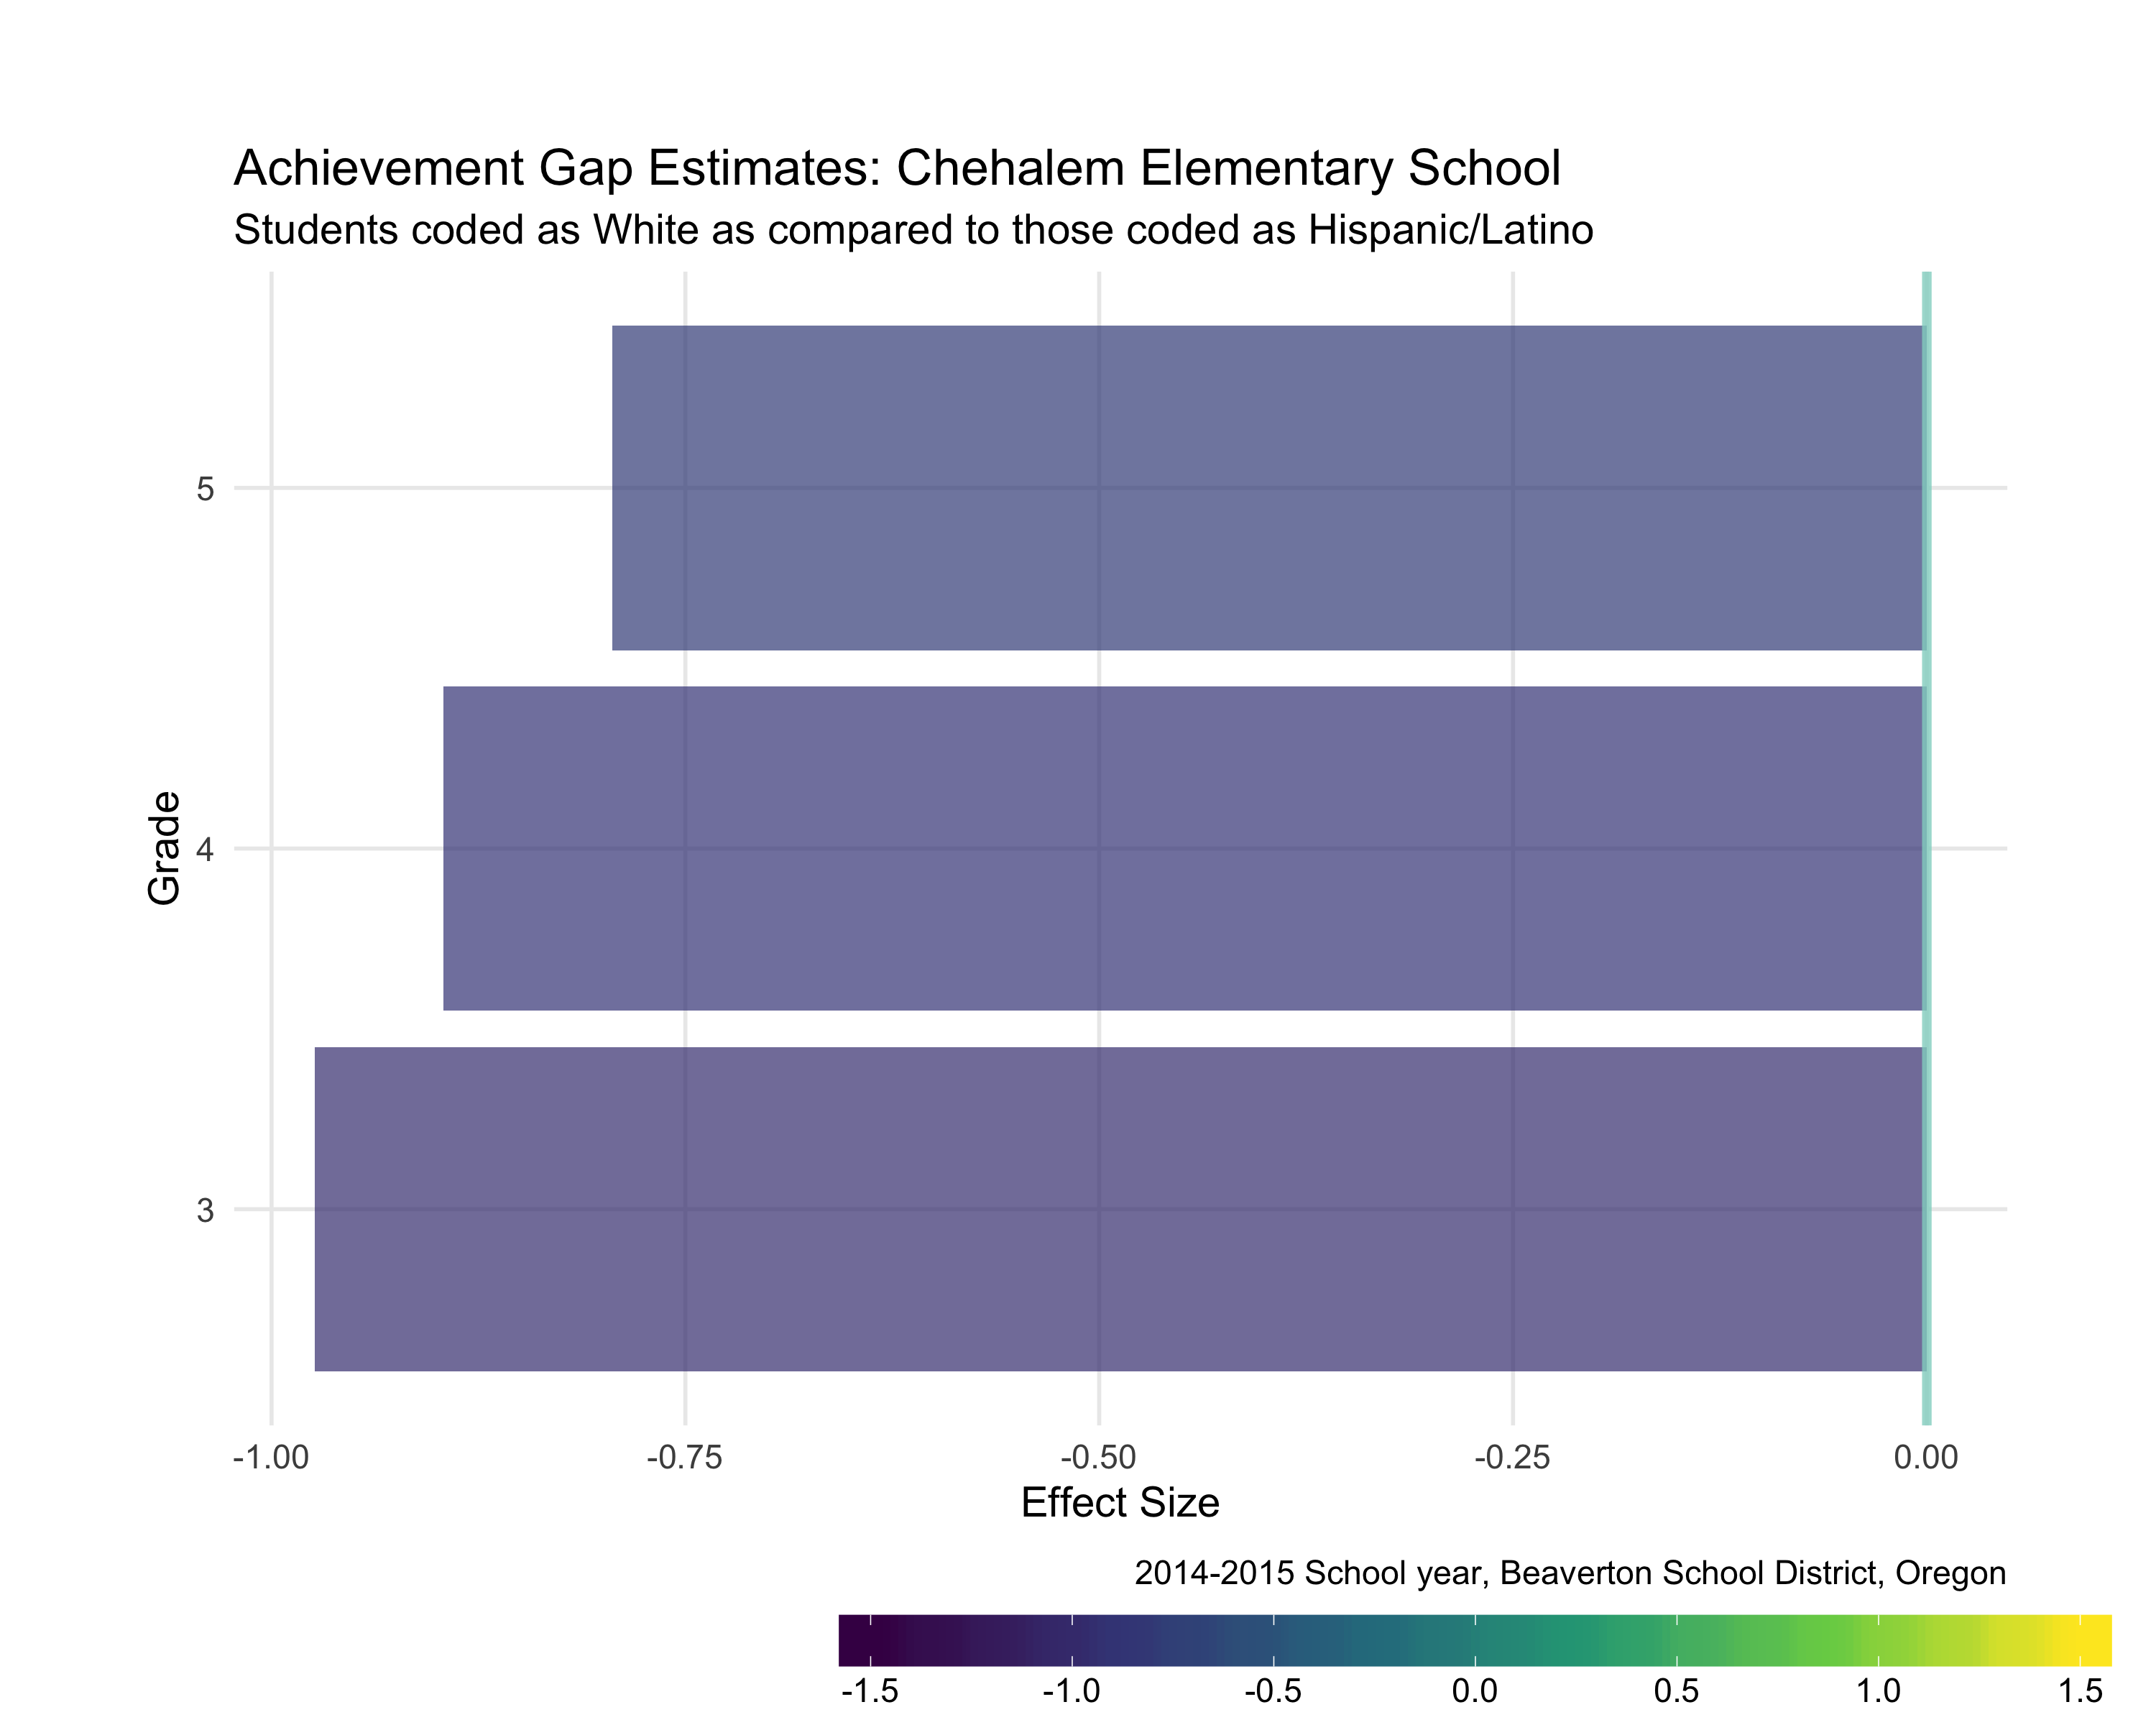 Achievement Gap Estimates: Chehalem Elementary School
Students coded as White as compared to those coded as Hispanic/Latino
5
4
3
Grade
-1.00 -0.75 -0.50 -0.25 0.00
Effect Size
2014-2015 School year, Beaverton School District, Oregon
-1.5 -1.0 -0.5 0.0 0.5 1.0 1.5